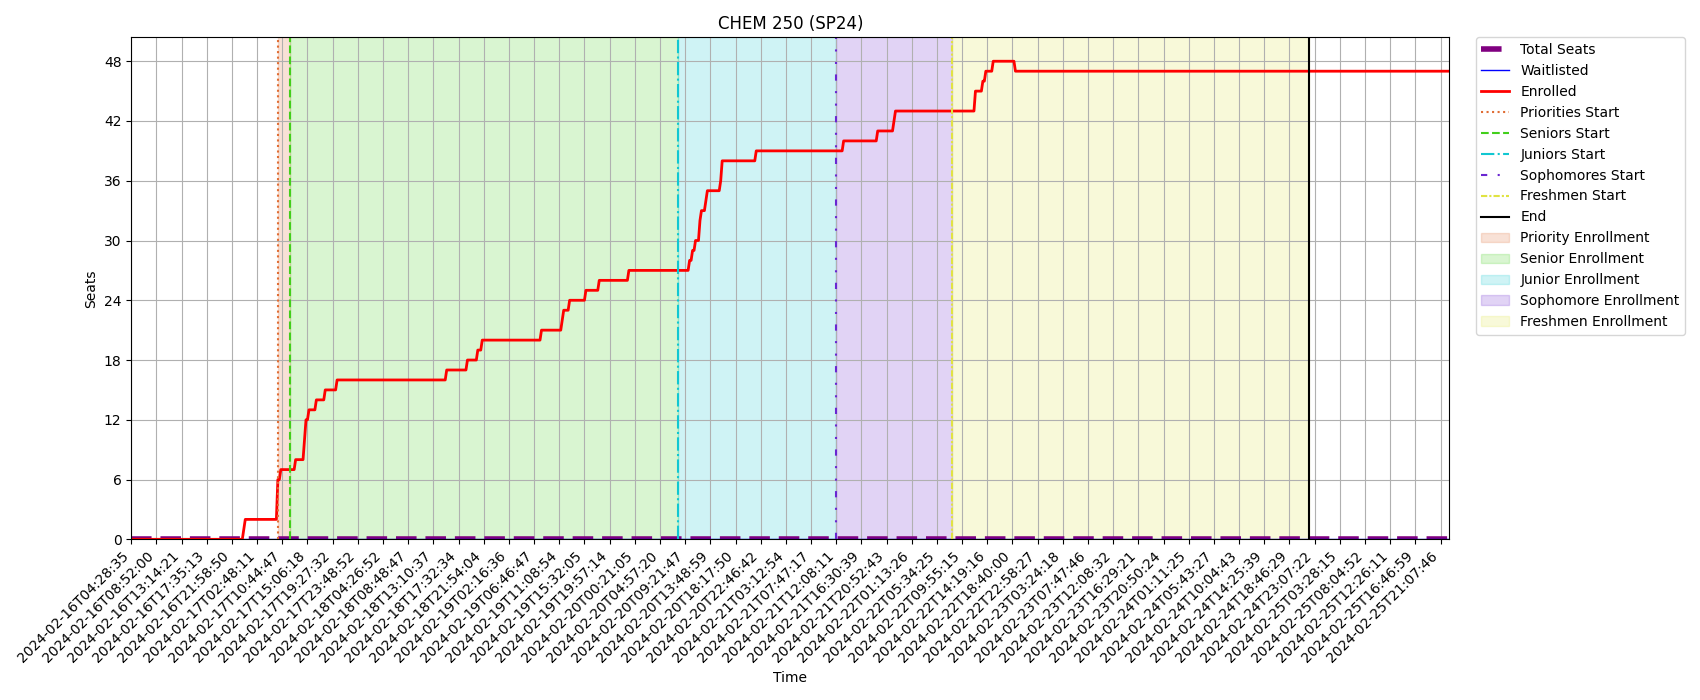 CHEM 250 (SP24)
Seats
48
42
36
30
24
18
12
6
0
2024-02-16T04:28:35
2024-02-16T08:52:00
2024-02-16T13:14:21
2024-02-16T17:35:13
2024-02-16T21:58:50
2024-02-17T02:48:11
2024-02-17T10:44:47
2024-02-17T15:06:18
2024-02-17T19:27:32
2024-02-17T23:48:52
2024-02-18T04:26:52
2024-02-18T08:48:47
2024-02-18T13:10:37
2024-02-18T17:32:34
2024-02-18T21:54:04
2024-02-19T02:16:36
2024-02-19T06:46:47
2024-02-19T11:08:54
2024-02-19T15:32:05
2024-02-19T19:57:14
2024-02-20T00:21:05
2024-02-20T04:57:20
2024-02-20T09:21:47
2024-02-20T13:48:59
2024-02-20T18:17:50
2024-02-20T22:46:42
2024-02-21T03:12:54
2024-02-21T07:47:17
2024-02-21T12:08:11
2024-02-21T16:30:39
2024-02-21T20:52:43
2024-02-22T01:13:26
2024-02-22T05:34:25
2024-02-22T09:55:15
2024-02-22T14:19:16
2024-02-22T18:40:00
2024-02-22T22:58:27
2024-02-23T03:24:18
2024-02-23T07:47:46
2024-02-23T12:08:32
2024-02-23T16:29:21
2024-02-23T20:50:24
2024-02-24T01:11:25
2024-02-24T05:43:27
2024-02-24T10:04:43
2024-02-24T14:25:39
2024-02-24T18:46:29
2024-02-24T23:07:22
2024-02-25T03:28:15
2024-02-25T08:04:52
2024-02-25T12:26:11
2024-02-25T16:46:59
2024-02-25T21:07:46
Time
Total Seats
Waitlisted
Enrolled
Priorities Start
Seniors Start
Juniors Start
Sophomores Start
Freshmen Start
End
Priority Enrollment
Senior Enrollment
Junior Enrollment
Sophomore Enrollment
Freshmen Enrollment